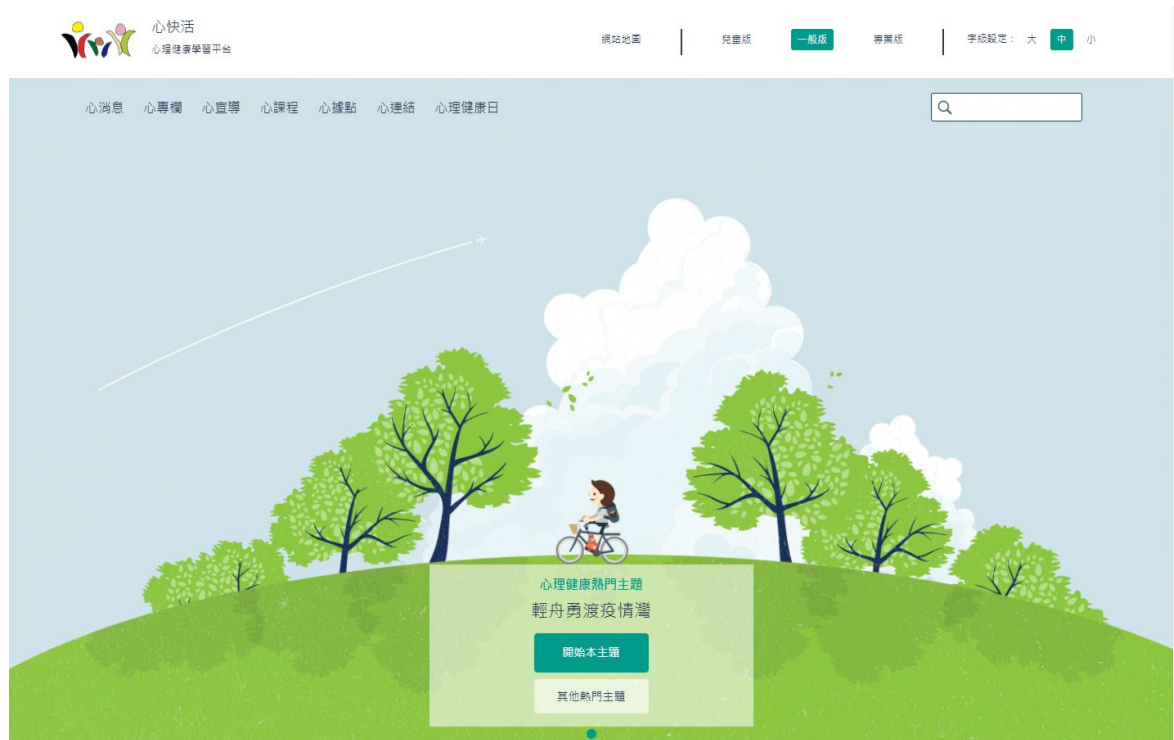 心快活
心理健康學習平台
網站地圖
兒童版
一般版
專業版
字級設定： 大 中 小
心消息 心專欄 心宣導 心課程 心據點 心連結 心理健康日
心理健康熱門主題
輕舟勇渡疫情灣
開始本主題
其他熱門主題